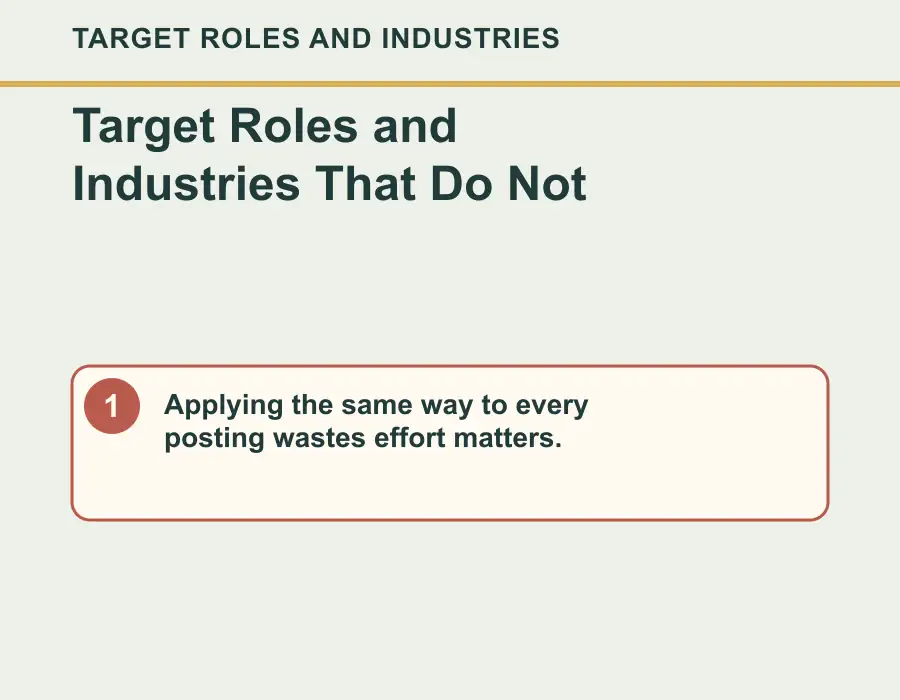 TARGET ROLES AND INDUSTRIES
Target Roles and
Industries That Do Not
1
Applying the same way to every
posting wastes effort matters.